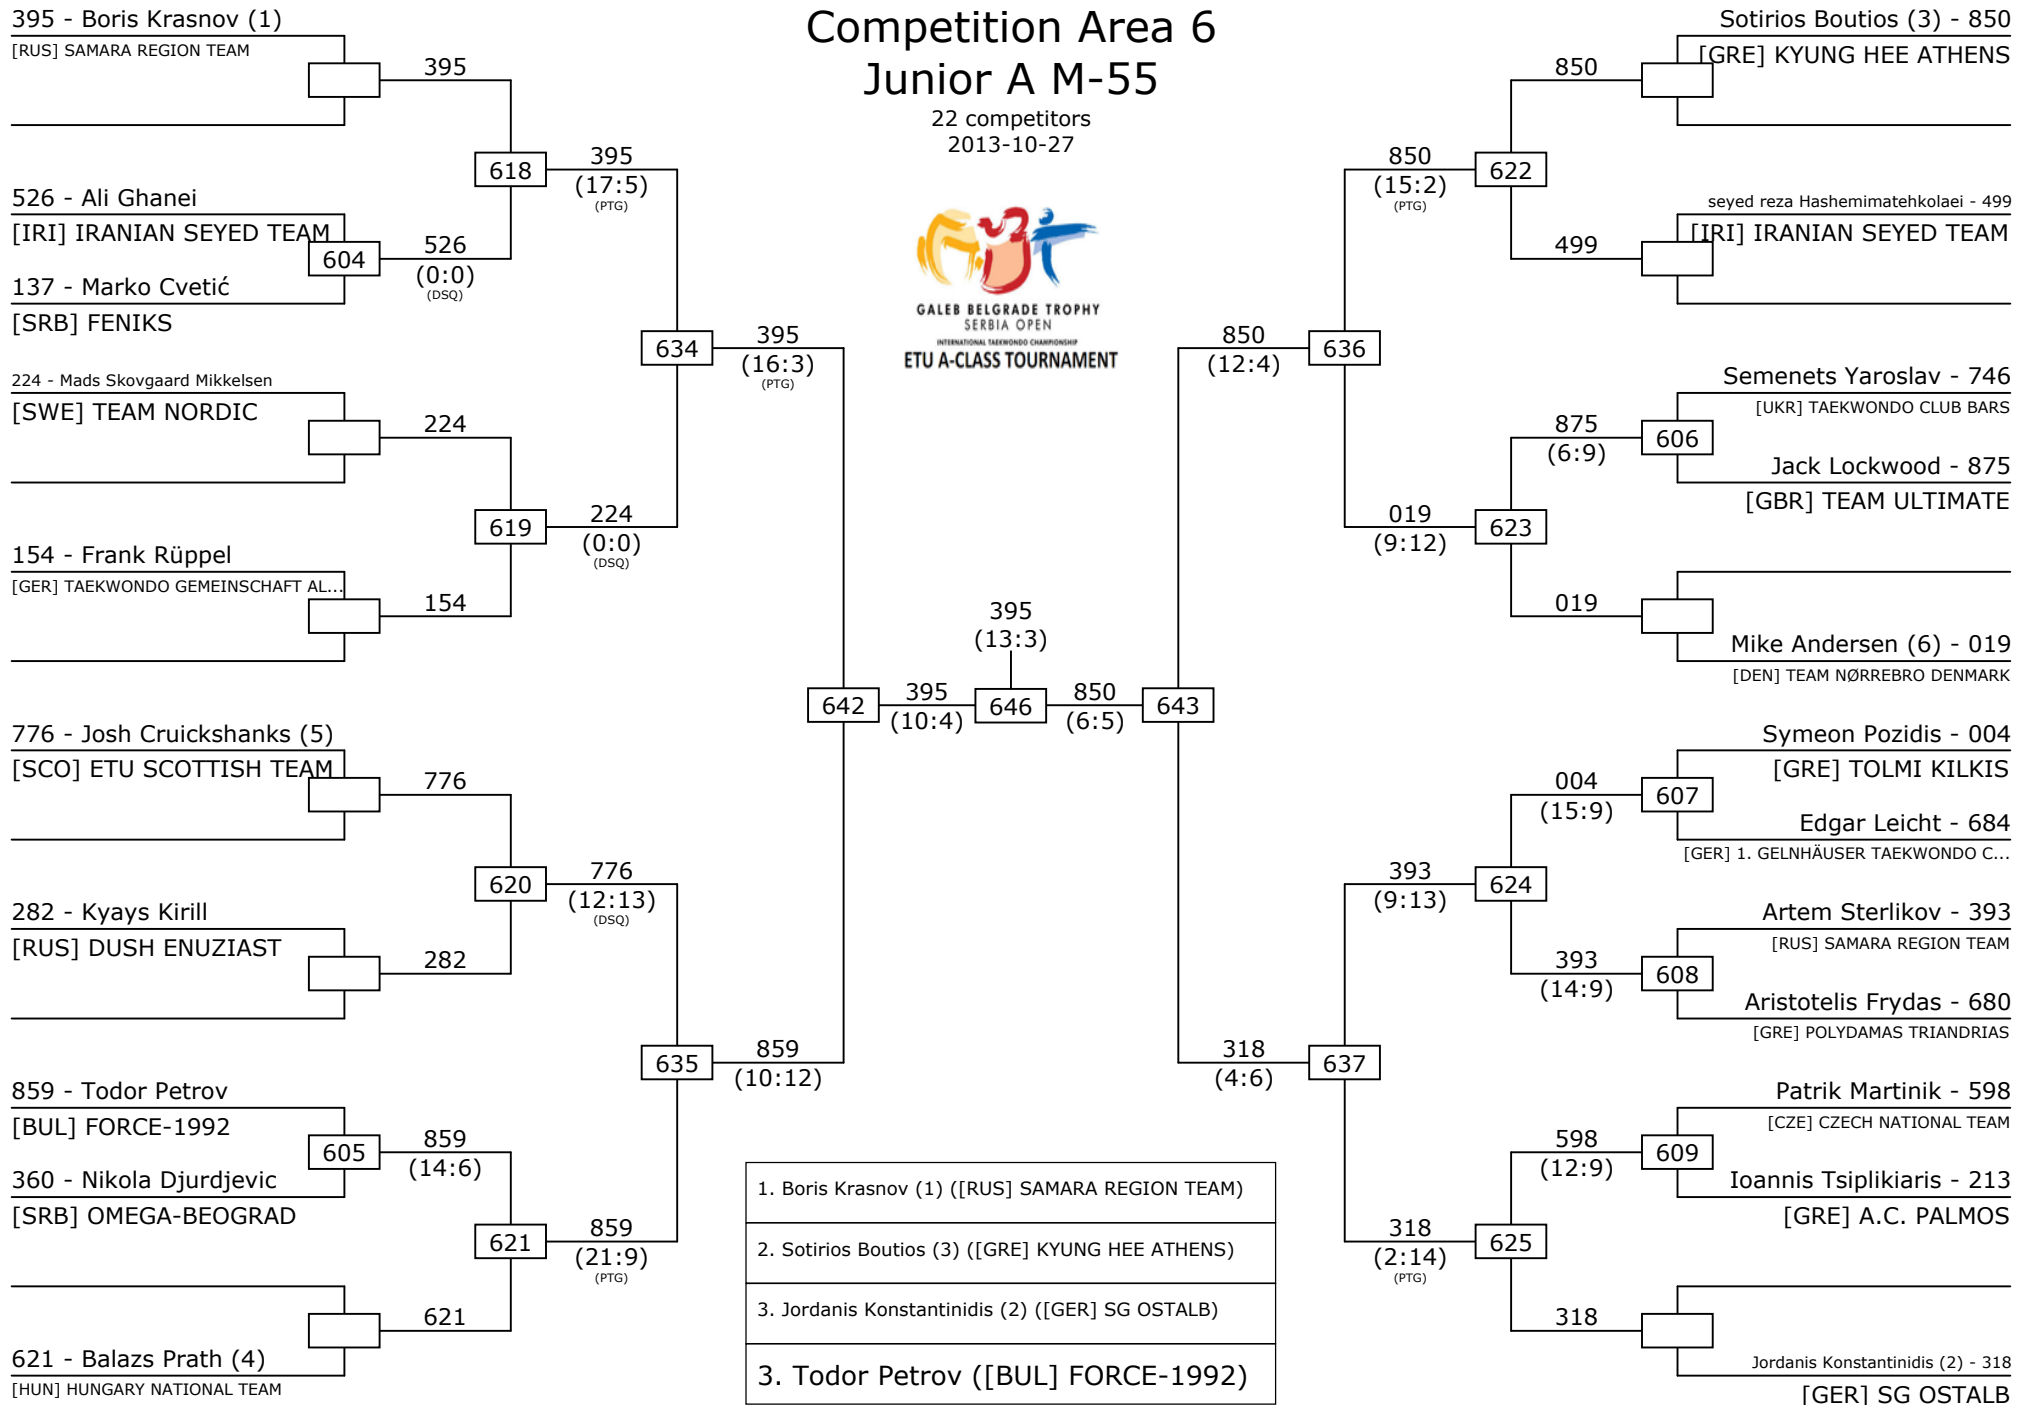 Competition Area 6
Junior A M-55
22 competitors
2013-10-27
GALEB BELGRADE TROPHY
SERBIA OPEN
INTERNATIONAL TAEKWONDO CHAMPIONSHIP
ETU A-CLASS TOURNAMENT
395 - Boris Krasnov (1)
[RUS] SAMARA REGION TEAM
395
526 - Ali Ghanei
[IRI] IRANIAN SEYED TEAM
604
526
(0:0)
(DSQ)
137 - Marko Cvetić
[SRB] FENIKS
618
395
(17:5)
(PTG)
224 - Mads Skovgaard Mikkelsen
[SWE] TEAM NORDIC
224
619
224
(0:0)
(DSQ)
154 - Frank Rüppel
[GER] TAEKWONDO GEMEINSCHAFT AL...
154
634
395
(16:3)
(PTG)
776 - Josh Cruickshanks (5)
[SCO] ETU SCOTTISH TEAM
776
620
776
(12:13)
(DSQ)
282 - Kyays Kirill
[RUS] DUSH ENUZIAST
282
635
859
(10:12)
859 - Todor Petrov
[BUL] FORCE-1992
605
859
(14:6)
360 - Nikola Djurdjevic
[SRB] OMEGA-BEOGRAD
621
859
(21:9)
(PTG)
621
621 - Balazs Prath (4)
[HUN] HUNGARY NATIONAL TEAM
642
395
(10:4)
395
(13:3)
646
850
(6:5)
643
Sotirios Boutios (3) - 850
[GRE] KYUNG HEE ATHENS
850
622
850
(15:2)
(PTG)
seyed reza Hashemimatehkolaei - 499
[IRI] IRANIAN SEYED TEAM
499
636
850
(12:4)
Semenets Yaroslav - 746
[UKR] TAEKWONDO CLUB BARS
606
875
(6:9)
Jack Lockwood - 875
[GBR] TEAM ULTIMATE
623
019
(9:12)
019
Mike Andersen (6) - 019
[DEN] TEAM NØRREBRO DENMARK
Symeon Pozidis - 004
[GRE] TOLMI KILKIS
607
004
(15:9)
Edgar Leicht - 684
[GER] 1. GELNHÄUSER TAEKWONDO C...
624
393
(9:13)
Artem Sterlikov - 393
[RUS] SAMARA REGION TEAM
608
393
(14:9)
Aristotelis Frydas - 680
[GRE] POLYDAMAS TRIANDRIAS
637
318
(4:6)
Patrik Martinik - 598
[CZE] CZECH NATIONAL TEAM
609
598
(12:9)
Ioannis Tsiplikiaris - 213
[GRE] A.C. PALMOS
625
318
(2:14)
(PTG)
318
Jordanis Konstantinidis (2) - 318
[GER] SG OSTALB
1. Boris Krasnov (1) ([RUS] SAMARA REGION TEAM)
2. Sotirios Boutios (3) ([GRE] KYUNG HEE ATHENS)
3. Jordanis Konstantinidis (2) ([GER] SG OSTALB)
3. Todor Petrov ([BUL] FORCE-1992)